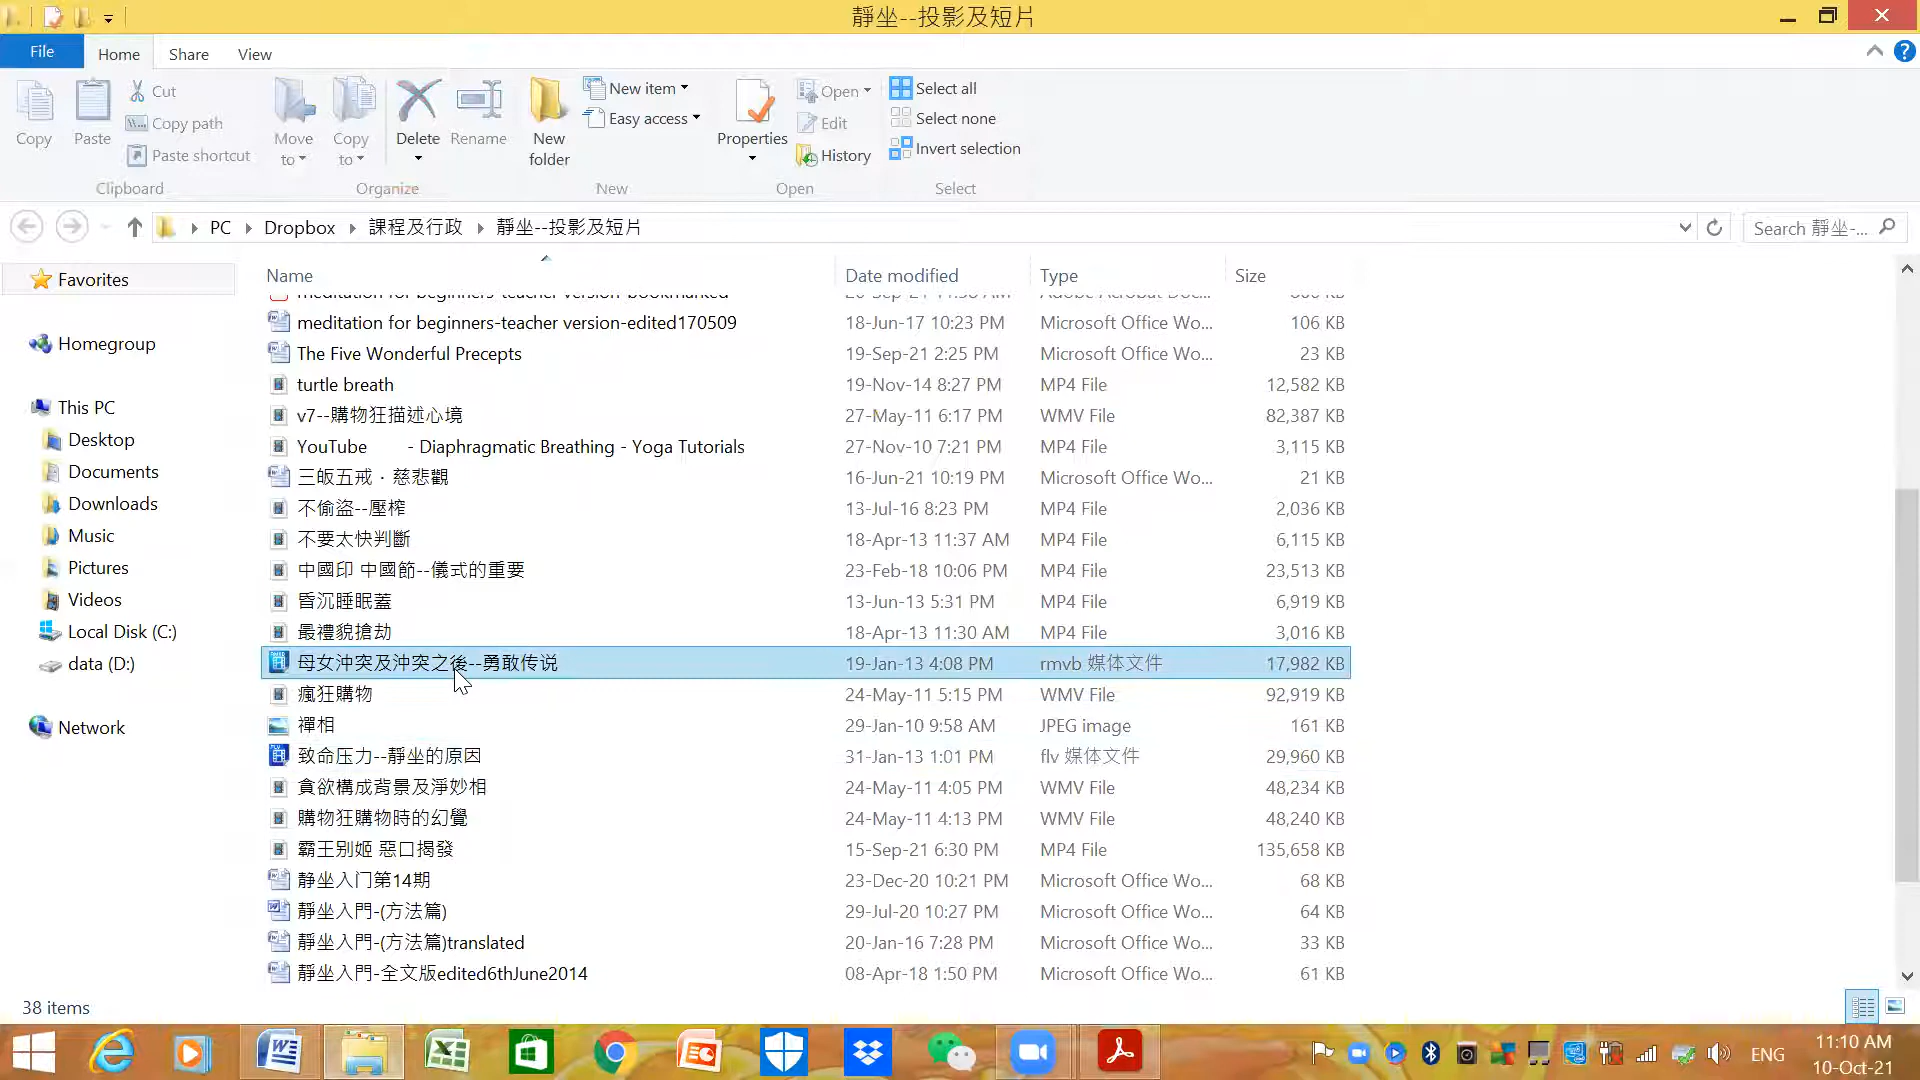 靜坐--投影及短片
File Home Share View
Copy
Paste
Cut
Copy path
Paste shortcut
Clipboard
Move to
Copy to
Delete
Rename
Organize
New folder
New item
Easy access
New
Properties
Open
Edit
History
Open
Select all
Select none
Invert selection
Select
PC Dropbox 課程及行政 靜坐--投影及短片
Search 靜坐-...
Favorites
Homegroup
This PC
Desktop
Documents
Downloads
Music
Pictures
Videos
Local Disk (C:)
data (D:)
Network
Name Date modified Type Size
meditation for beginners-teacher version-bookmarked
meditation for beginners-teacher version-edited170509 18-Jun-17 10:23 PM Microsoft Office Wo... 106 KB
The Five Wonderful Precepts 19-Sep-21 2:25 PM Microsoft Office Wo... 23 KB
turtle breath 19-Nov-14 8:27 PM MP4 File 12,582 KB
v7--購物狂描述心境 27-May-11 6:17 PM WMV File 82,387 KB
YouTube - Diaphragmatic Breathing - Yoga Tutorials 27-Nov-10 7:21 PM MP4 File 3,115 KB
三皈五戒．慈悲觀 16-Jun-21 10:19 PM Microsoft Office Wo... 21 KB
不偷盜--壓榨 13-Jul-16 8:23 PM MP4 File 2,036 KB
不要太快判斷 18-Apr-13 11:37 AM MP4 File 6,115 KB
中國印 中國節--儀式的重要 23-Feb-18 10:06 PM MP4 File 23,513 KB
昏沉睡眠蓋 13-Jun-13 5:31 PM MP4 File 6,919 KB
最禮貌搶劫 18-Apr-13 11:30 AM MP4 File 3,016 KB
母女沖突及沖突之後--勇敢传说 19-Jan-13 4:08 PM rmvb 媒体文件 17,982 KB
瘋狂購物 24-May-11 5:15 PM WMV File 92,919 KB
禪相 29-Jan-10 9:58 AM JPEG image 161 KB
致命压力--靜坐的原因 31-Jan-13 1:01 PM flv 媒体文件 29,960 KB
貪欲構成背景及淨妙相 24-May-11 4:05 PM WMV File 48,234 KB
購物狂購物時的幻覺 24-May-11 4:13 PM WMV File 48,240 KB
霸王别姬 惡口揭發 15-Sep-21 6:30 PM MP4 File 135,658 KB
静坐入门第14期 23-Dec-20 10:21 PM Microsoft Office Wo... 68 KB
靜坐入門-(方法篇) 29-Jul-20 10:27 PM Microsoft Office Wo... 64 KB
靜坐入門-(方法篇)translated 20-Jan-16 7:28 PM Microsoft Office Wo... 33 KB
靜坐入門-全文版edited6thJune2014 08-Apr-18 1:50 PM Microsoft Office Wo... 61 KB
38 items
ENG
11:10 AM
10-Oct-21